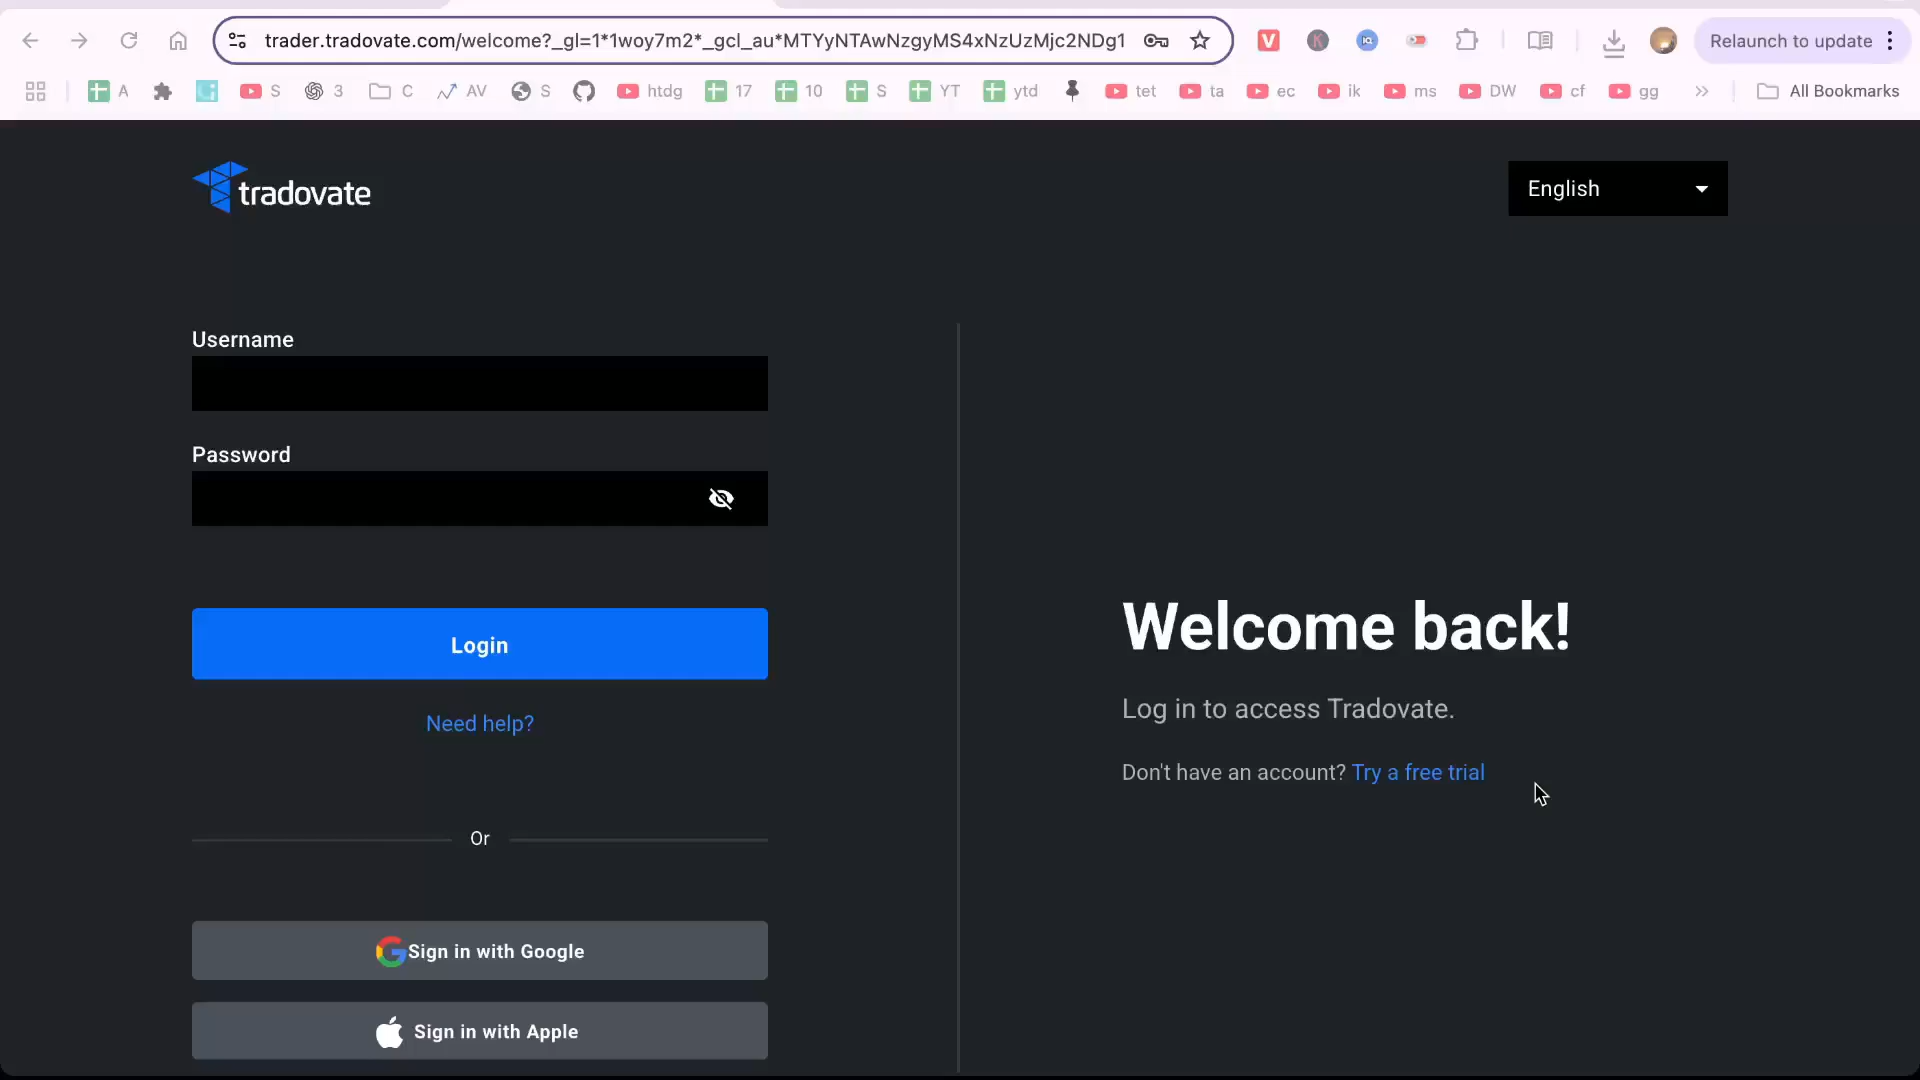 trader.tradovate.com/welcome?_gl=1*1woy7m2*_gcl_au*MTYyNTAwNzgyMS4xNzUzMjc2NDg1
Relaunch to update
A S 3 C AV S htdg 17 10 S YT ytd tet ta ec ik ms DW cf gg All Bookmarks
tradovate
English
Username
Password
Login
Need help?
Or
Sign in with Google
Sign in with Apple
Welcome back!
Log in to access Tradovate.
Don't have an account? Try a free trial